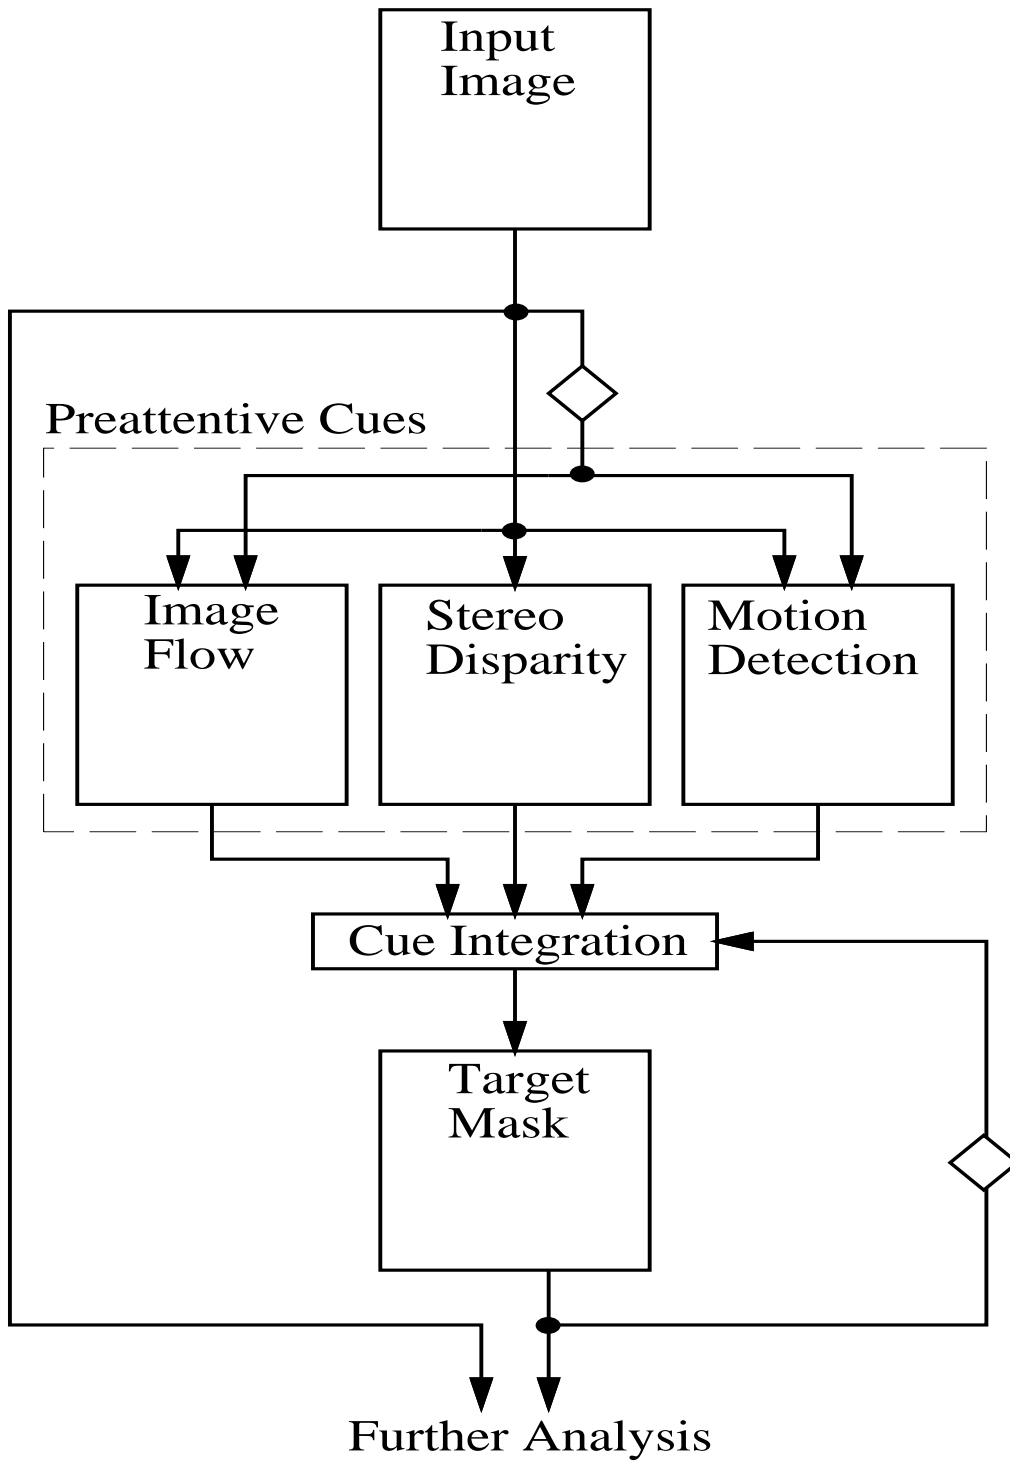 Input
Image
Preattentive Cues
Image
Flow
Stereo
Disparity
Motion
Detection
Cue Integration
Target
Mask
Further Analysis